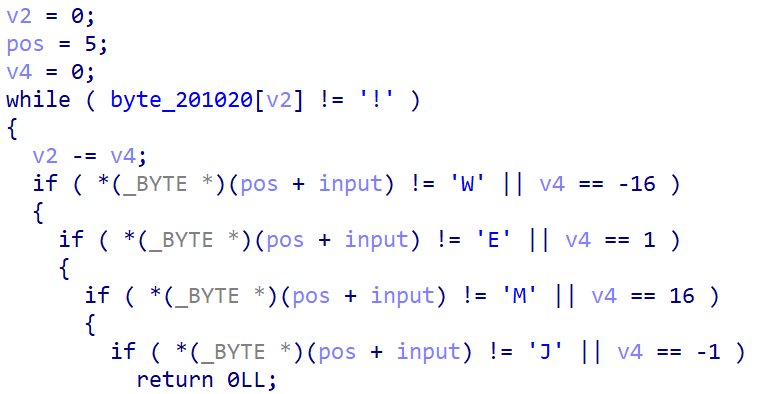 v2 = 0;
pos = 5;
v4 = 0;
while ( byte_201020[v2] != '!' )
{
  v2 -= v4;
  if ( *(_BYTE *)(pos + input) != 'W' || v4 == -16 )
  {
    if ( *(_BYTE *)(pos + input) != 'E' || v4 == 1 )
    {
      if ( *(_BYTE *)(pos + input) != 'M' || v4 == 16 )
      {
        if ( *(_BYTE *)(pos + input) != 'J' || v4 == -1 )
          return 0LL;